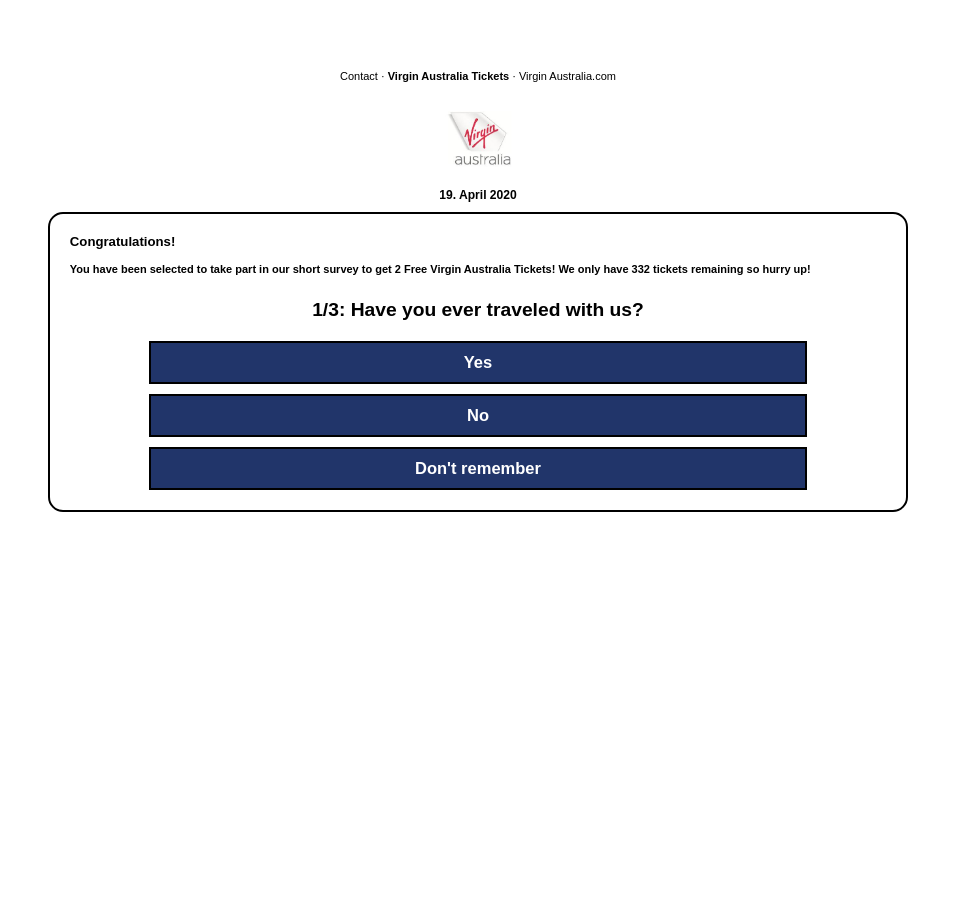 Contact · Virgin Australia Tickets · Virgin Australia.com
Virgin
australia
19. April 2020
Congratulations!
You have been selected to take part in our short survey to get 2 Free Virgin Australia Tickets! We only have 332 tickets remaining so hurry up!
1/3: Have you ever traveled with us?
Yes
No
Don't remember